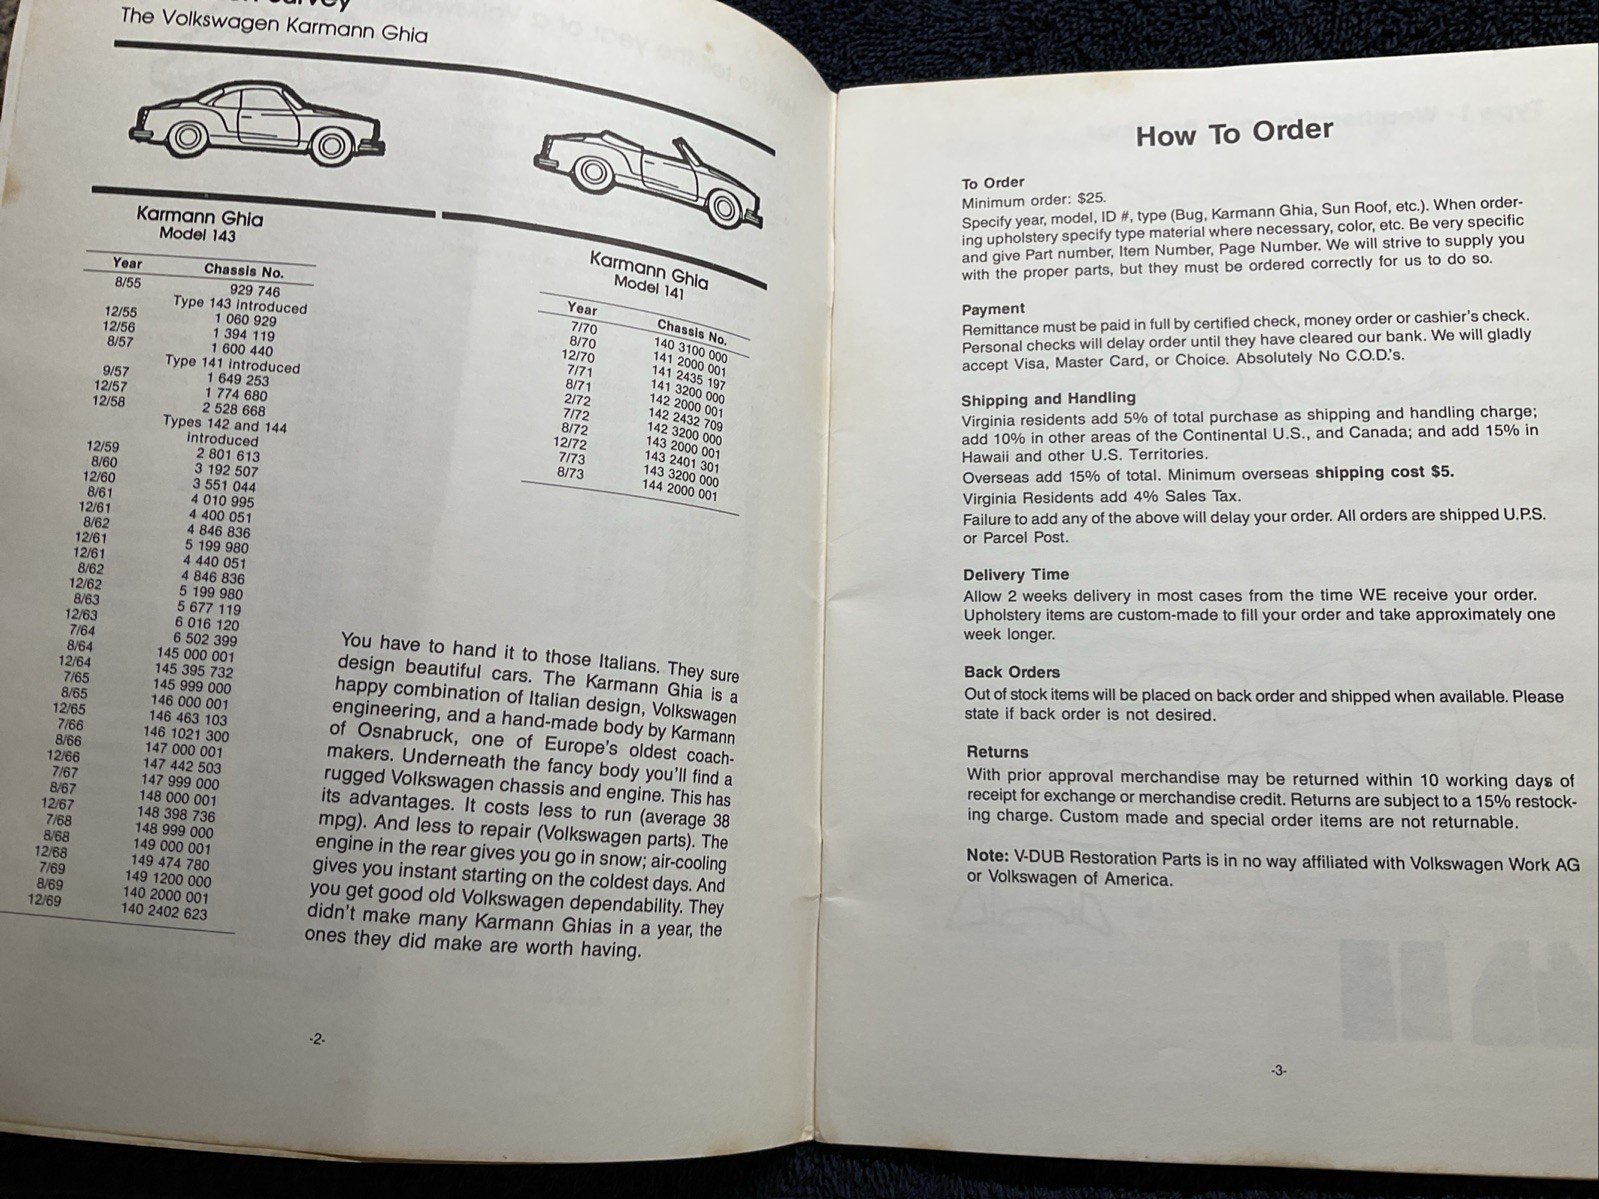 The Volkswagen Karmann Ghia
Karmann Ghia
Model 143
Year Chassis No.
8/55 929 746
Type 143 introduced
12/55 1 060 929
12/56 1 394 119
8/57 1 600 440
Type 141 introduced
9/57 1 649 253
12/57 1 774 680
12/58 2 528 668
Types 142 and 144
introduced
12/59 2 801 613
8/60 3 192 507
12/60 3 551 044
8/61 4 010 995
12/61 4 400 051
8/62 4 846 836
12/61 5 199 980
12/61 4 440 051
8/62 4 846 836
12/62 5 199 980
8/63 5 677 119
12/63 6 016 120
7/64 6 502 399
8/64 145 000 001
12/64 145 395 732
7/65 145 999 000
8/65 146 000 001
12/65 146 463 103
7/66 146 1021 300
8/66 147 000 001
12/66 147 442 503
7/67 147 999 000
8/67 148 000 001
12/67 148 398 736
7/68 148 999 000
8/68 149 000 001
12/68 149 474 780
7/69 149 1200 000
8/69 140 2000 001
12/69 140 2402 623
Karmann Ghia
Model 141
Year Chassis No.
7/70 140 3100 000
8/70 141 2000 001
12/70 141 2435 197
7/71 141 3200 000
8/71 142 2000 001
2/72 142 2432 709
7/72 142 3200 000
8/72 143 2000 001
12/72 143 2401 301
7/73 143 3200 000
8/73 144 2000 001
You have to hand it to those Italians. They sure
design beautiful cars. The Karmann Ghia is a
happy combination of Italian design, Volkswagen
engineering, and a hand-made body by Karmann
of Osnabruck, one of Europe's oldest coach-
makers. Underneath the fancy body you'll find a
rugged Volkswagen chassis and engine. This has
its advantages. It costs less to run (average 38
mpg). And less to repair (Volkswagen parts). The
engine in the rear gives you go in snow; air-cooling
gives you instant starting on the coldest days. And
you get good old Volkswagen dependability. They
didn't make many Karmann Ghias in a year, the
ones they did make are worth having.
-2-
How To Order
To Order
Minimum order: $25.
Specify year, model, ID #, type (Bug, Karmann Ghia, Sun Roof, etc.). When order-
ing upholstery specify type material where necessary, color, etc. Be very specific
and give Part number, Item Number, Page Number. We will strive to supply you
with the proper parts, but they must be ordered correctly for us to do so.
Payment
Remittance must be paid in full by certified check, money order or cashier's check.
Personal checks will delay order until they have cleared our bank. We will gladly
accept Visa, Master Card, or Choice. Absolutely No C.O.D.'s.
Shipping and Handling
Virginia residents add 5% of total purchase as shipping and handling charge;
add 10% in other areas of the Continental U.S., and Canada; and add 15% in
Hawaii and other U.S. Territories.
Overseas add 15% of total. Minimum overseas shipping cost $5.
Virginia Residents add 4% Sales Tax.
Failure to add any of the above will delay your order. All orders are shipped U.P.S.
or Parcel Post.
Delivery Time
Allow 2 weeks delivery in most cases from the time WE receive your order.
Upholstery items are custom-made to fill your order and take approximately one
week longer.
Back Orders
Out of stock items will be placed on back order and shipped when available. Please
state if back order is not desired.
Returns
With prior approval merchandise may be returned within 10 working days of
receipt for exchange or merchandise credit. Returns are subject to a 15% restock-
ing charge. Custom made and special order items are not returnable.
Note: V-DUB Restoration Parts is in no way affiliated with Volkswagen Work AG
or Volkswagen of America.
-3-